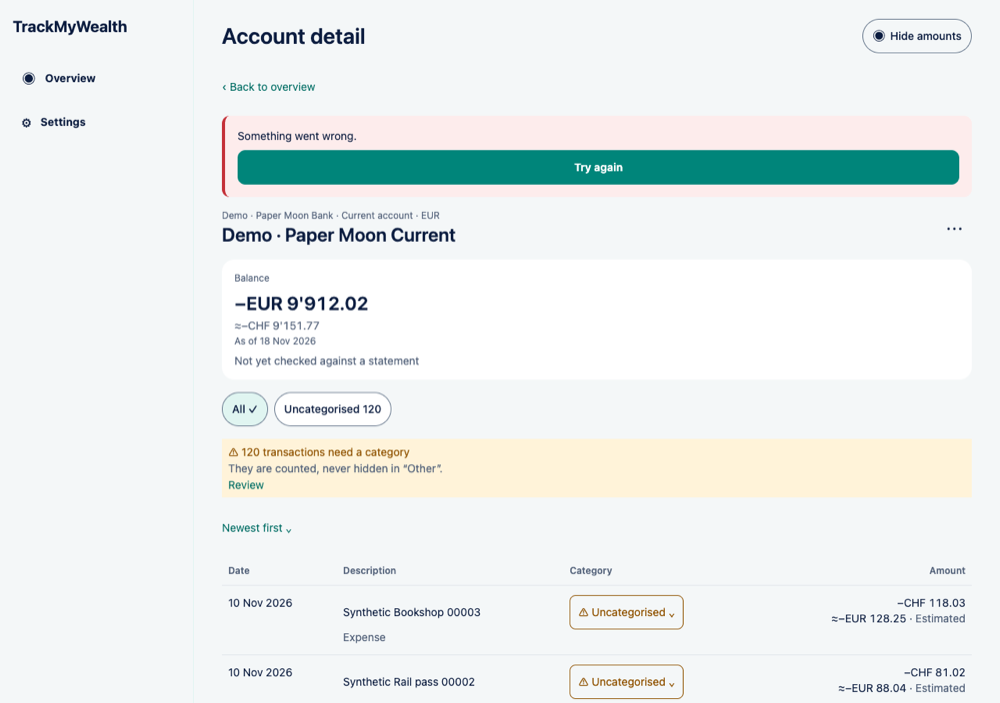 TrackMyWealth
Overview
Settings
Account detail
Hide amounts
‹ Back to overview
Something went wrong.
Try again
Demo · Paper Moon Bank · Current account · EUR
Demo · Paper Moon Current
...
Balance
−EUR 9'912.02
≈−CHF 9'151.77
As of 18 Nov 2026
Not yet checked against a statement
All ✓
Uncategorised 120
⚠ 120 transactions need a category
They are counted, never hidden in “Other”.
Review
Newest first ⌄
Date Description Category Amount
10 Nov 2026 Synthetic Bookshop 00003 ⚠ Uncategorised ⌄ −CHF 118.03
≈−EUR 128.25 · Estimated
Expense
10 Nov 2026 Synthetic Rail pass 00002 ⚠ Uncategorised ⌄ −CHF 81.02
≈−EUR 88.04 · Estimated